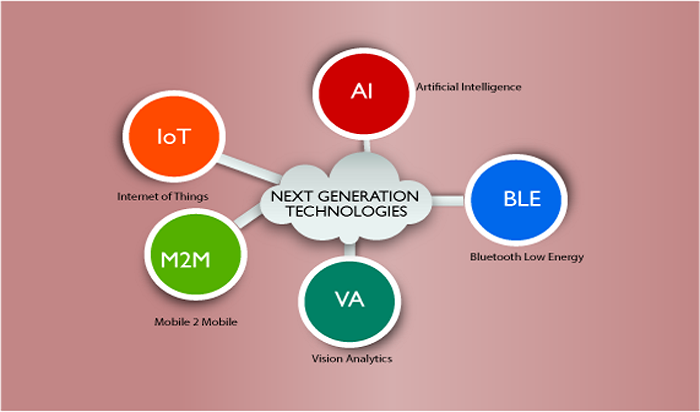 AI
Artificial Intelligence
IoT
Internet of Things
NEXT GENERATION
TECHNOLOGIES
BLE
Bluetooth Low Energy
M2M
Mobile 2 Mobile
VA
Vision Analytics